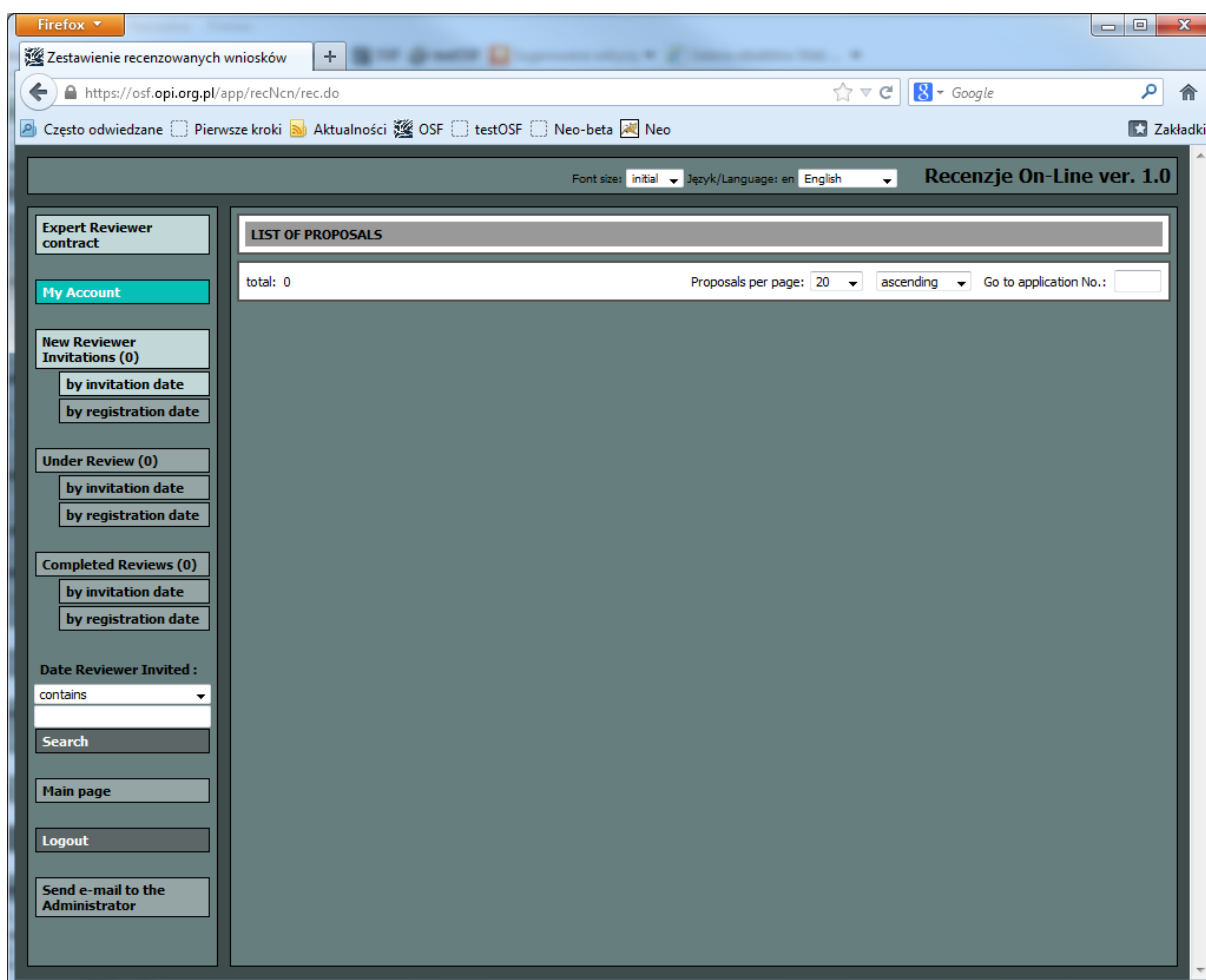 Firefox
Zestawienie recenzowanych wniosków
https://osf.opi.org.pl/app/recNcn/rec.do
Google
Często odwiedzane Pierwsze kroki Aktualności OSF testOSF Neo-beta Neo Zakładki
Font size: initial Język/Language: en English Recenzje On-Line ver. 1.0
Expert Reviewer
contract
LIST OF PROPOSALS
total: 0 Proposals per page: 20 ascending Go to application No.:
My Account
New Reviewer
Invitations (0)
by invitation date
by registration date
Under Review (0)
by invitation date
by registration date
Completed Reviews (0)
by invitation date
by registration date
Date Reviewer Invited :
contains
Search
Main page
Logout
Send e-mail to the
Administrator